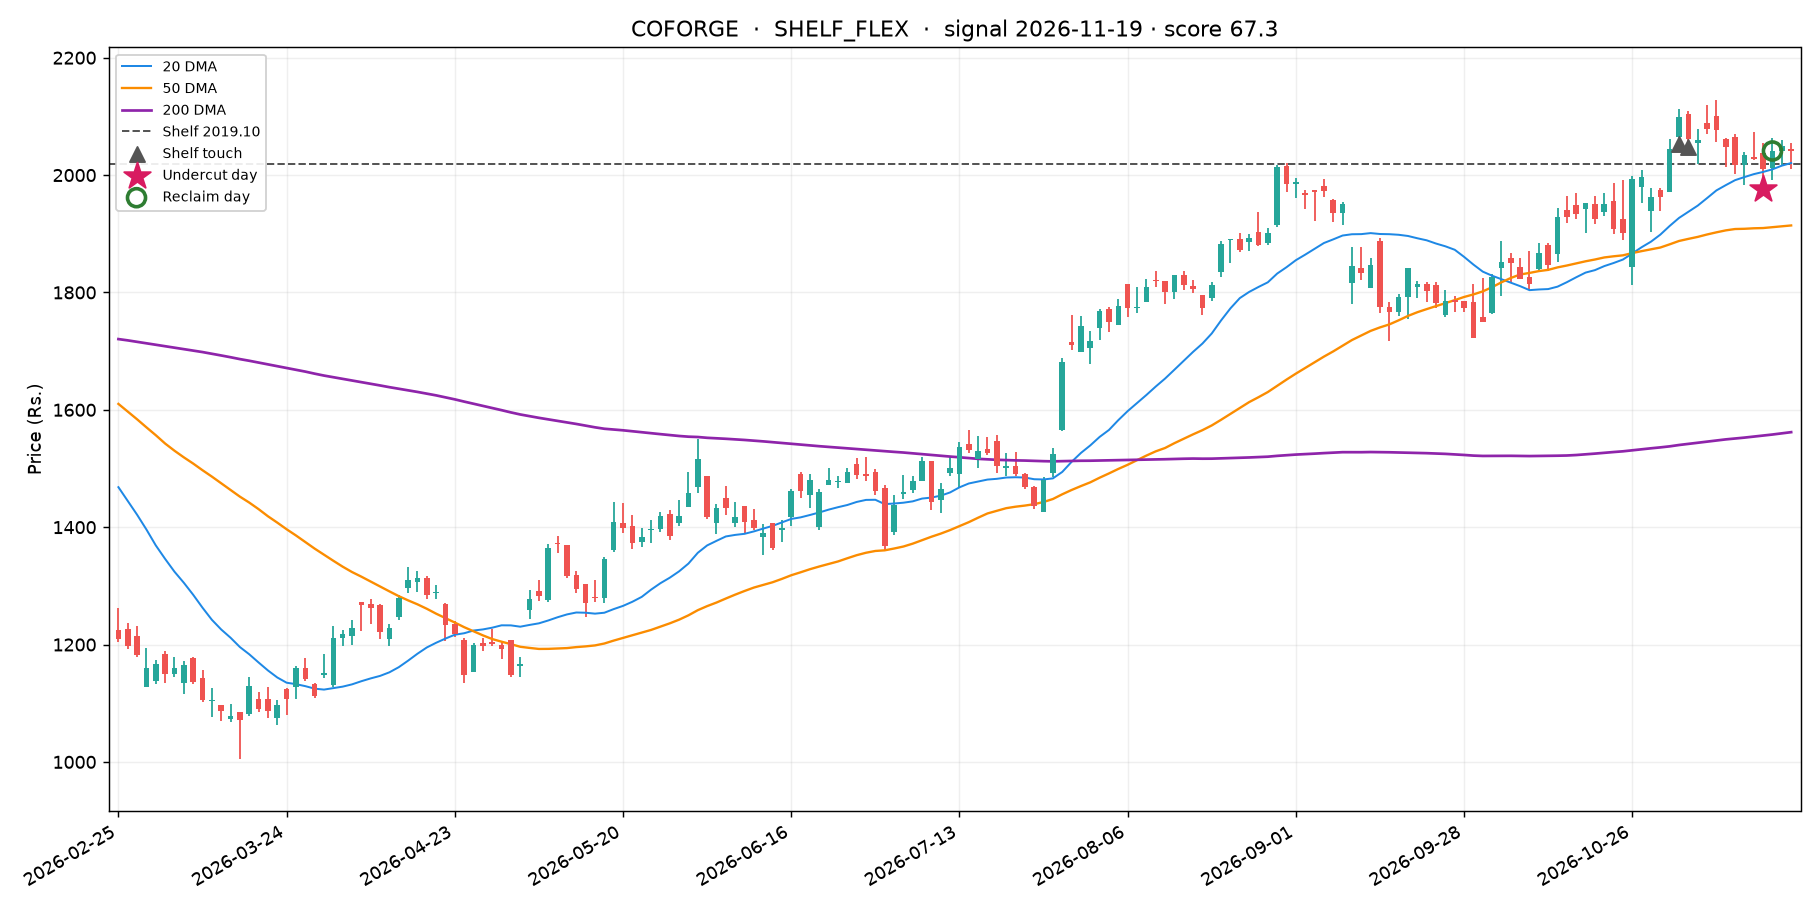 COFORGE · SHELF_FLEX · signal 2026-11-19 · score 67.3
20 DMA
50 DMA
200 DMA
Shelf 2019.10
Shelf touch
Undercut day
Reclaim day
Price (Rs.)
2200
2000
1800
1600
1400
1200
1000
2026-02-25
2026-03-24
2026-04-23
2026-05-20
2026-06-16
2026-07-13
2026-08-06
2026-09-01
2026-09-28
2026-10-26